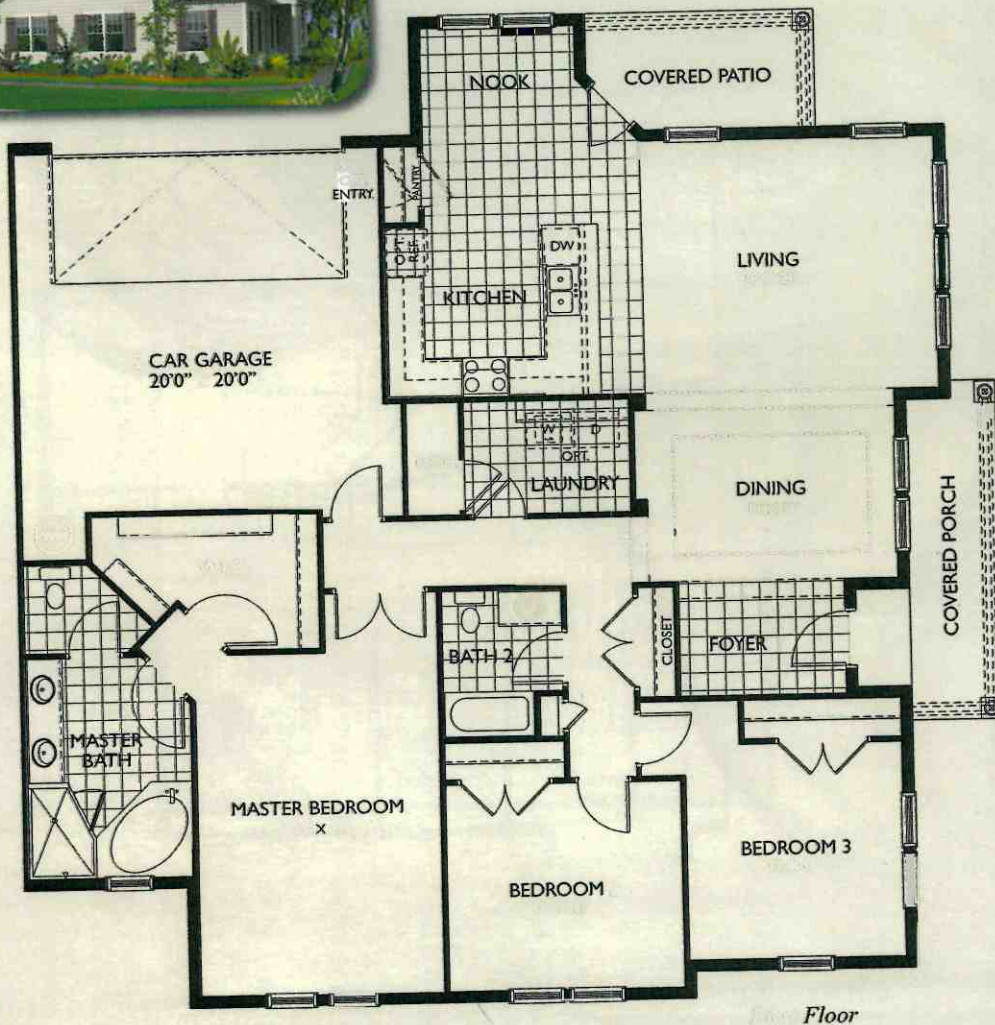 NOOK
COVERED PATIO
ENTRY
PANTRY
OPT.
REF.
DW
LIVING
KITCHEN
CAR GARAGE
20'0" 20'0"
W D
OPT.
LAUNDRY
DINING
COVERED PORCH
BATH 2
CLOSET
FOYER
MASTER
BATH
MASTER BEDROOM
x
BEDROOM
BEDROOM 3
Floor